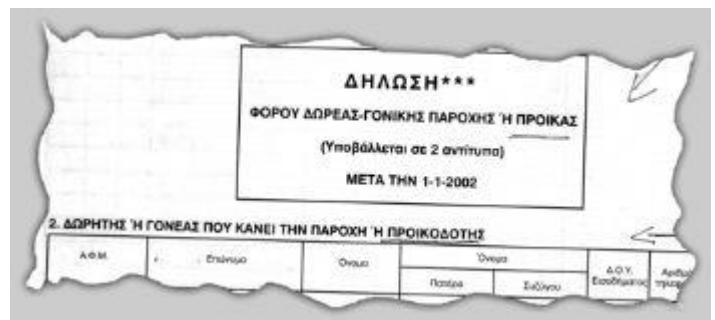 ΔΗΛΩΣΗ***
ΦΟΡΟΥ ΔΩΡΕΑΣ-ΓΟΝΙΚΗΣ ΠΑΡΟΧΗΣ Ή ΠΡΟΙΚΑΣ
(Υποβάλλεται σε 2 αντίτυπα)
ΜΕΤΑ ΤΗΝ 1-1-2002
2. ΔΩΡΗΤΗΣ Ή ΓΟΝΕΑΣ ΠΟΥ ΚΑΝΕΙ ΤΗΝ ΠΑΡΟΧΗ Ή ΠΡΟΙΚΟΔΟΤΗΣ
Α.Φ.Μ. Επώνυμο Όνομα Όνομα
Πατέρα Συζύγου
Δ.Ο.Υ.
Εισοδήματος